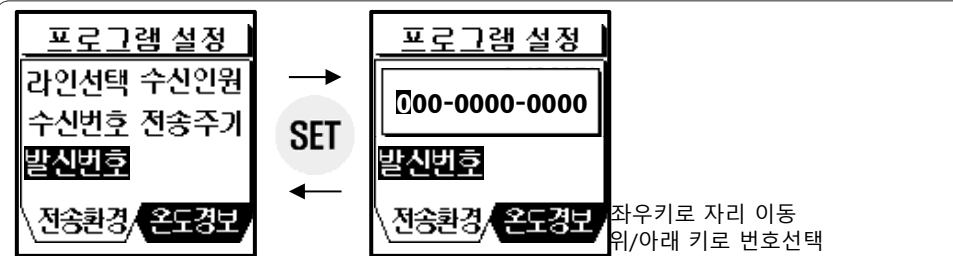 프로그램 설정
라인선택 수신인원
수신번호 전송주기
발신번호
전송환경 온도경보
SET
프로그램 설정
000-0000-0000
발신번호
전송환경 온도경보
좌우키로 자리 이동
위/아래 키로 번호선택